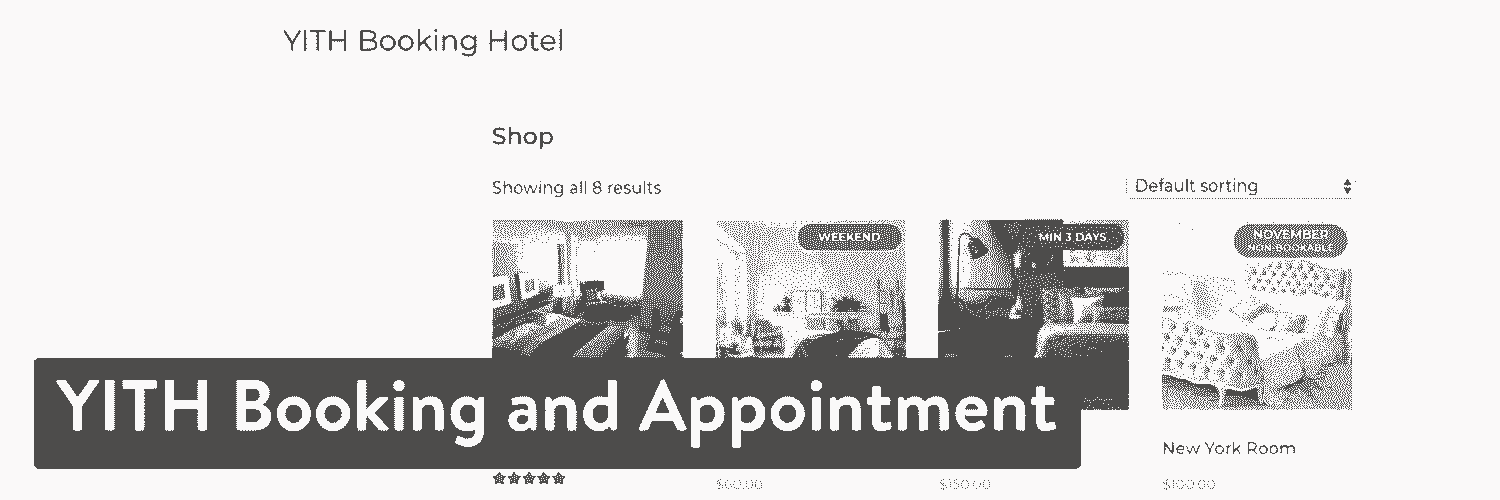 YITH Booking Hotel
Shop
Showing all 8 results
Default sorting
WEEKEND
MIN 3 DAYS
NOVEMBER
NON BOOKABLE
YITH Booking and Appointment
New York Room
$60.00
$150.00
$100.00